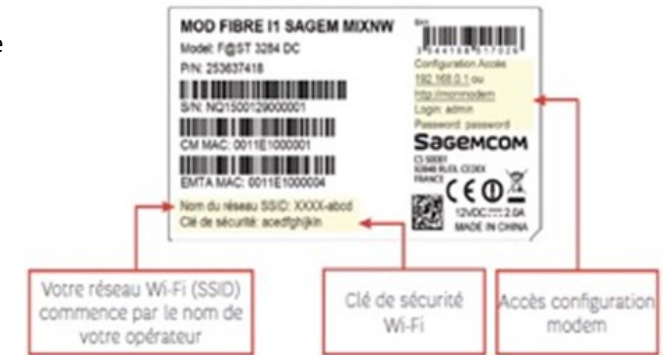 e
MOD FIBRE I1 SAGEM MIXNW
Model: F@ST 3284 DC
P/N: 253637418
S/N: NQ1500129000001
CM MAC: 0011E1000001
EMTA MAC: 0011E1000004
Nom du réseau SSID: XXXX-abcd
Clé de sécurité: acedfghijkln
Configuration Accès
192.168.0.1 ou
http://monmodem
Login: admin
Password: password
SAGEMCOM
FRANCE
CE
12VDC 2.0A
MADE IN CHINA
Votre réseau Wi-Fi (SSID)
commence par le nom de
votre opérateur
Clé de sécurité
Wi-Fi
Accès configuration
modem